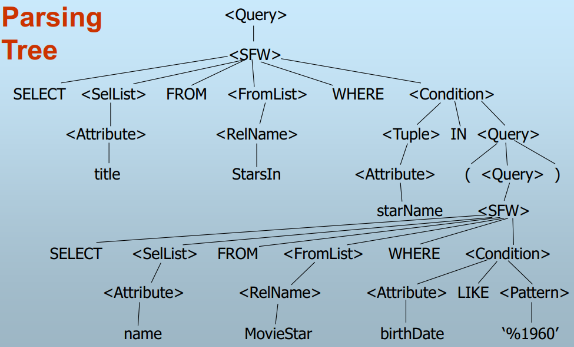 Parsing
Tree
<Query>
<SFW>
SELECT <SelList> FROM <FromList> WHERE <Condition>
<Attribute> <RelName> <Tuple> IN <Query>
title StarsIn <Attribute> ( <Query> )
starName <SFW>
SELECT <SelList> FROM <FromList> WHERE <Condition>
<Attribute> <RelName> <Attribute> LIKE <Pattern>
name MovieStar birthDate ‘%1960’